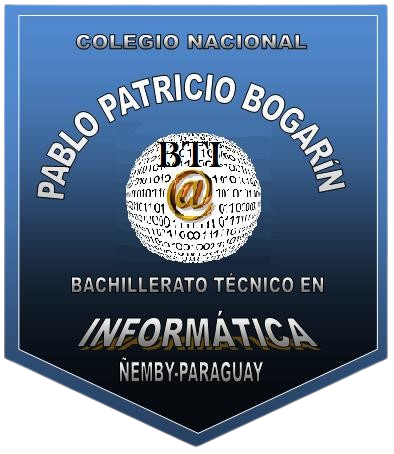 COLEGIO NACIONAL
PABLO PATRICIO BOGARÍN
BTI
@
BACHILLERATO TÉCNICO EN
INFORMÁTICA
ÑEMBY-PARAGUAY